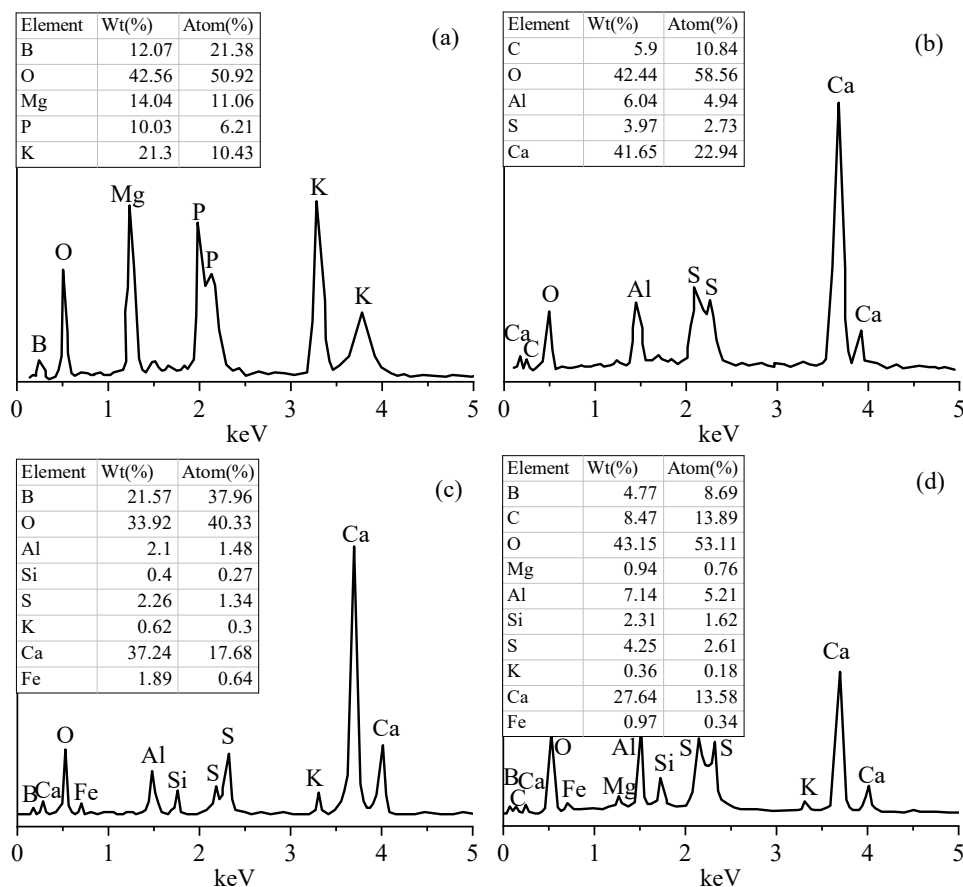 Element Wt(%) Atom(%)
B 12.07 21.38
O 42.56 50.92
Mg 14.04 11.06
P 10.03 6.21
K 21.3 10.43
(a)
B
O
Mg
P
P
K
K
0 1 2 3 4 5
keV
Element Wt(%) Atom(%)
C 5.9 10.84
O 42.44 58.56
Al 6.04 4.94
S 3.97 2.73
Ca 41.65 22.94
(b)
Ca
C
O
Al
S
S
Ca
Ca
0 1 2 3 4 5
keV
Element Wt(%) Atom(%)
B 21.57 37.96
O 33.92 40.33
Al 2.1 1.48
Si 0.4 0.27
S 2.26 1.34
K 0.62 0.3
Ca 37.24 17.68
Fe 1.89 0.64
(c)
B
Ca
O
Fe
Al
Si
S
S
K
Ca
Ca
0 1 2 3 4 5
keV
Element Wt(%) Atom(%)
B 4.77 8.69
C 8.47 13.89
O 43.15 53.11
Mg 0.94 0.76
Al 7.14 5.21
Si 2.31 1.62
S 4.25 2.61
K 0.36 0.18
Ca 27.64 13.58
Fe 0.97 0.34
(d)
B
C
Ca
O
Fe
Mg
Al
Si
S
S
K
Ca
Ca
0 1 2 3 4 5
keV